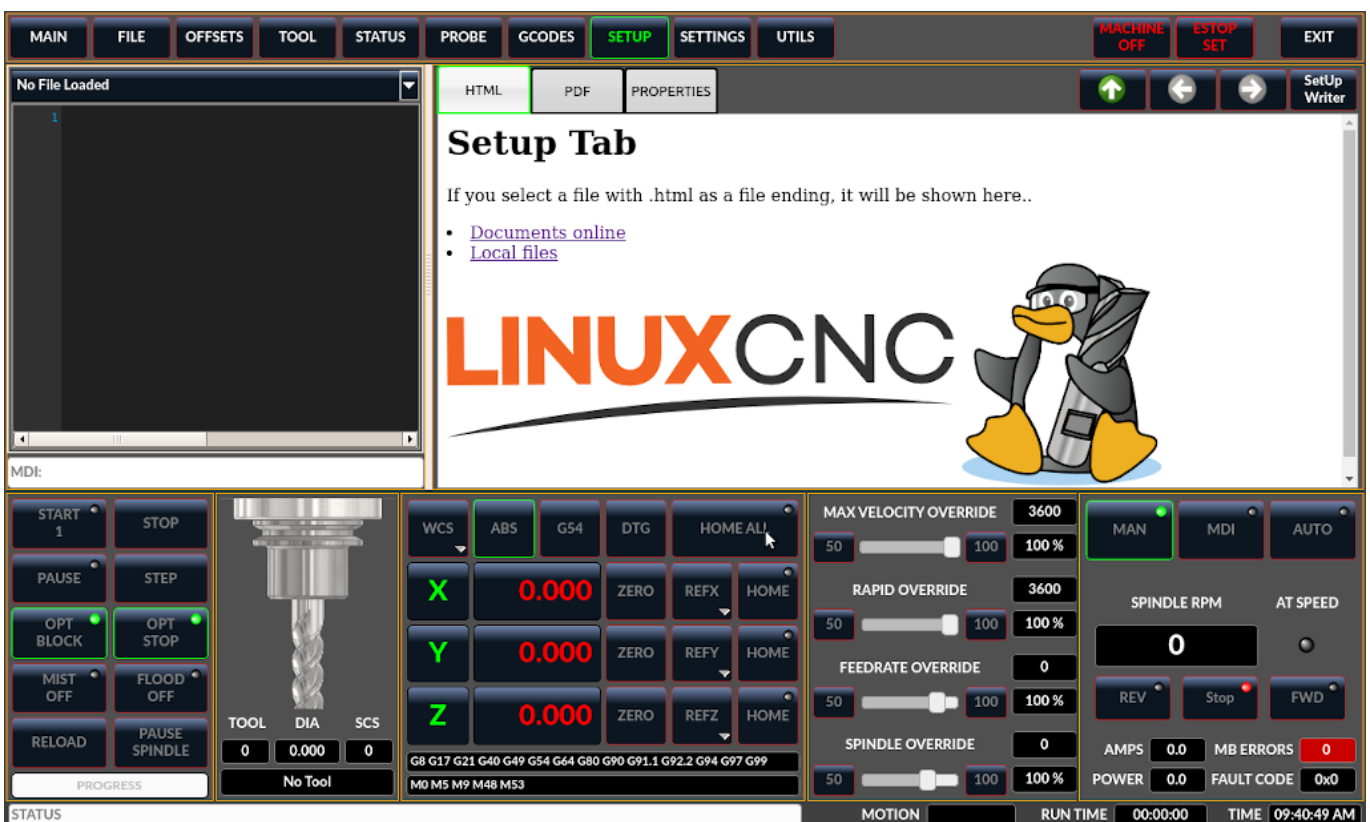 MAIN FILE OFFSETS TOOL STATUS PROBE GCODES SETUP SETTINGS UTILS MACHINE OFF ESTOP SET EXIT
No File Loaded
1
MDI:
HTML PDF PROPERTIES SetUp Writer
Setup Tab
If you select a file with .html as a file ending, it will be shown here..
• Documents online
• Local files
LINUXCNC
START 1 STOP
PAUSE STEP
OPT BLOCK OPT STOP
MIST OFF FLOOD OFF
RELOAD PAUSE SPINDLE
PROGRESS
TOOL DIA SCS
0 0.000 0
No Tool
WCS ABS G54 DTG HOME ALL
X 0.000 ZERO REFX HOME
Y 0.000 ZERO REFY HOME
Z 0.000 ZERO REFZ HOME
G8 G17 G21 G40 G49 G54 G64 G80 G90 G91.1 G92.2 G94 G97 G99
M0 M5 M9 M48 M53
MAX VELOCITY OVERRIDE 3600
50 100 100 %
RAPID OVERRIDE 3600
50 100 100 %
FEEDRATE OVERRIDE 0
50 100 100 %
SPINDLE OVERRIDE 0
50 100 100 %
MAN MDI AUTO
SPINDLE RPM AT SPEED
0
REV Stop FWD
AMPS 0.0 MB ERRORS 0
POWER 0.0 FAULT CODE 0x0
STATUS MOTION RUN TIME 00:00:00 TIME 09:40:49 AM